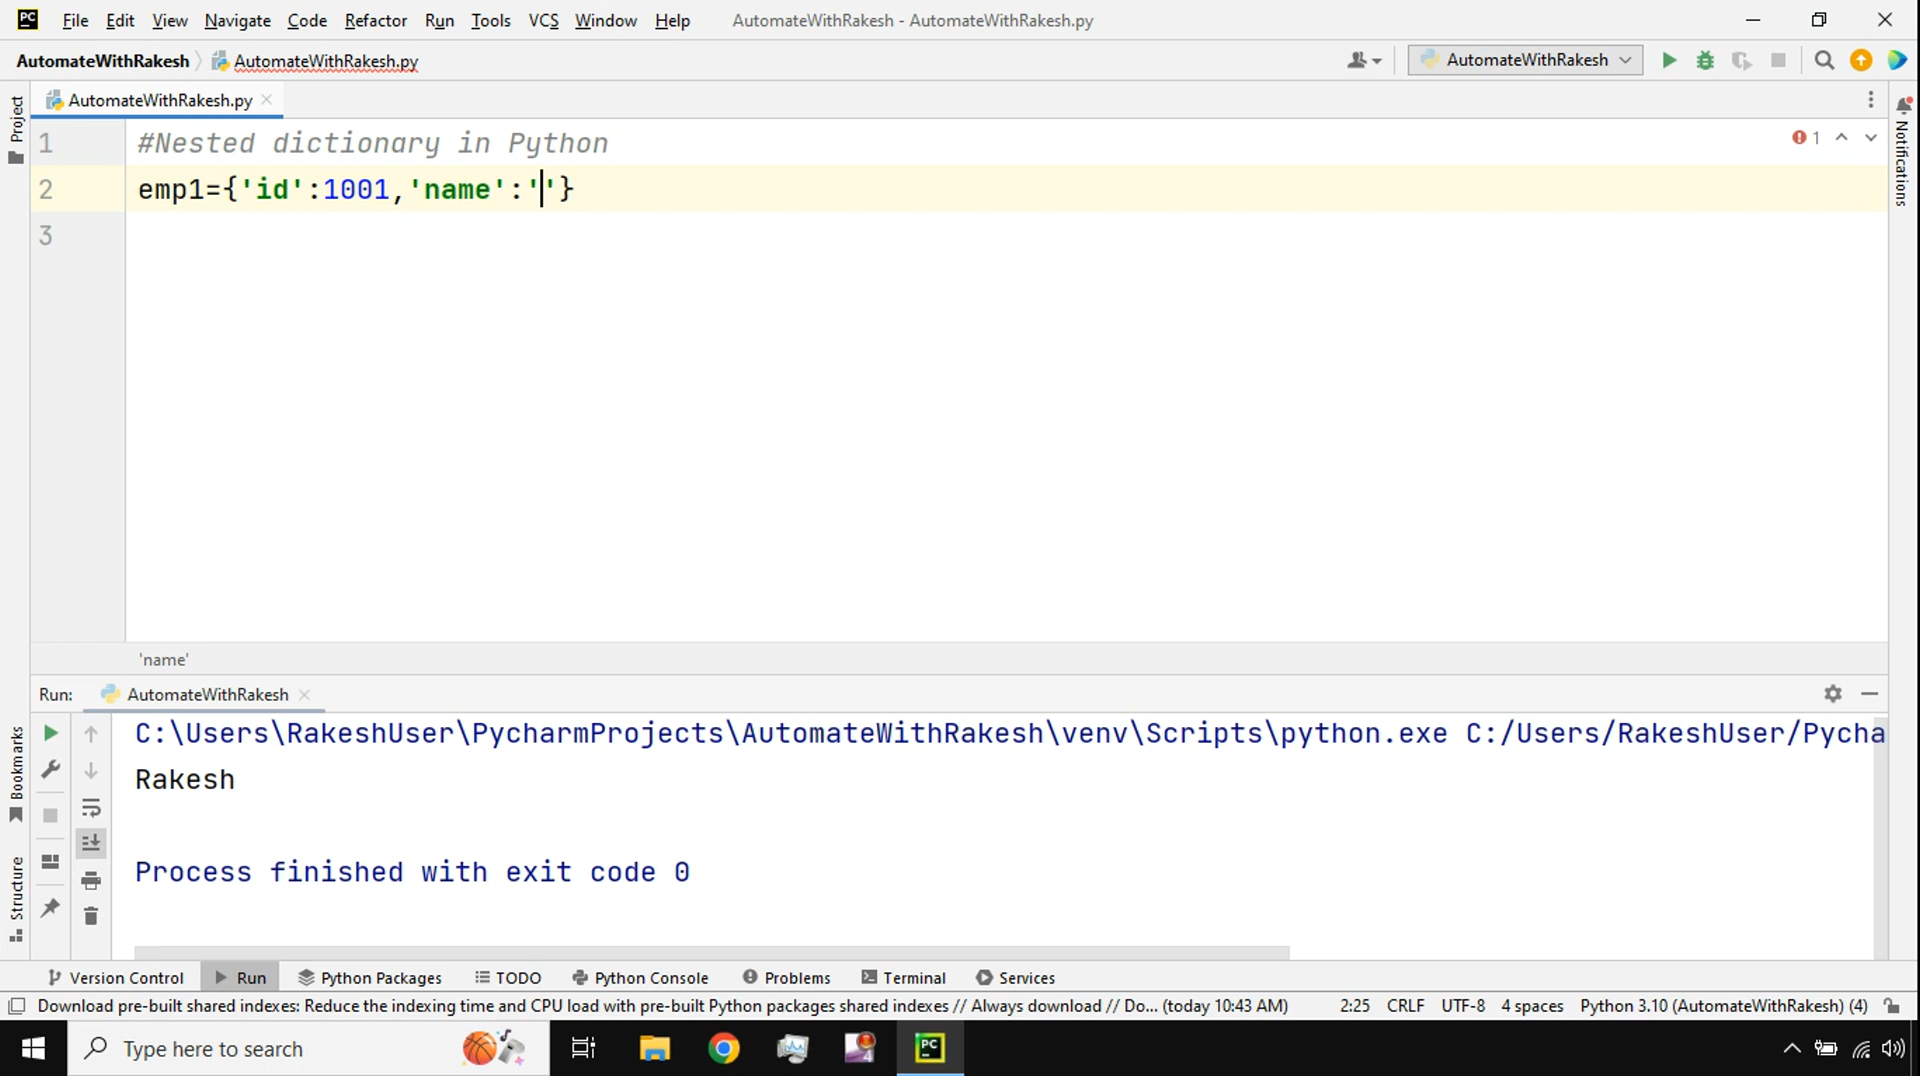 PC File Edit View Navigate Code Refactor Run Tools VCS Window Help AutomateWithRakesh - AutomateWithRakesh.py
AutomateWithRakesh AutomateWithRakesh.py AutomateWithRakesh
Project
AutomateWithRakesh.py
Notifications
1 #Nested dictionary in Python
1
2 emp1={'id':1001,'name':''}
3
'name'
Run: AutomateWithRakesh
Bookmarks
Structure
C:\Users\RakeshUser\PycharmProjects\AutomateWithRakesh\venv\Scripts\python.exe C:/Users/RakeshUser/Pycha
Rakesh
Process finished with exit code 0
Version Control Run Python Packages TODO Python Console Problems Terminal Services
Download pre-built shared indexes: Reduce the indexing time and CPU load with pre-built Python packages shared indexes // Always download // Do... (today 10:43 AM) 2:25 CRLF UTF-8 4 spaces Python 3.10 (AutomateWithRakesh) (4)
Type here to search 4 PC